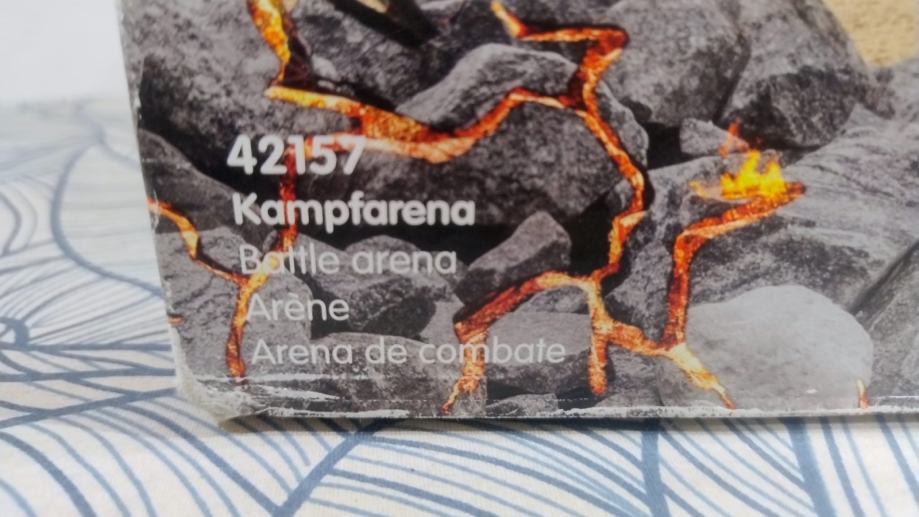 42157
Kampfarena
Battle arena
Arène
Arena de combate